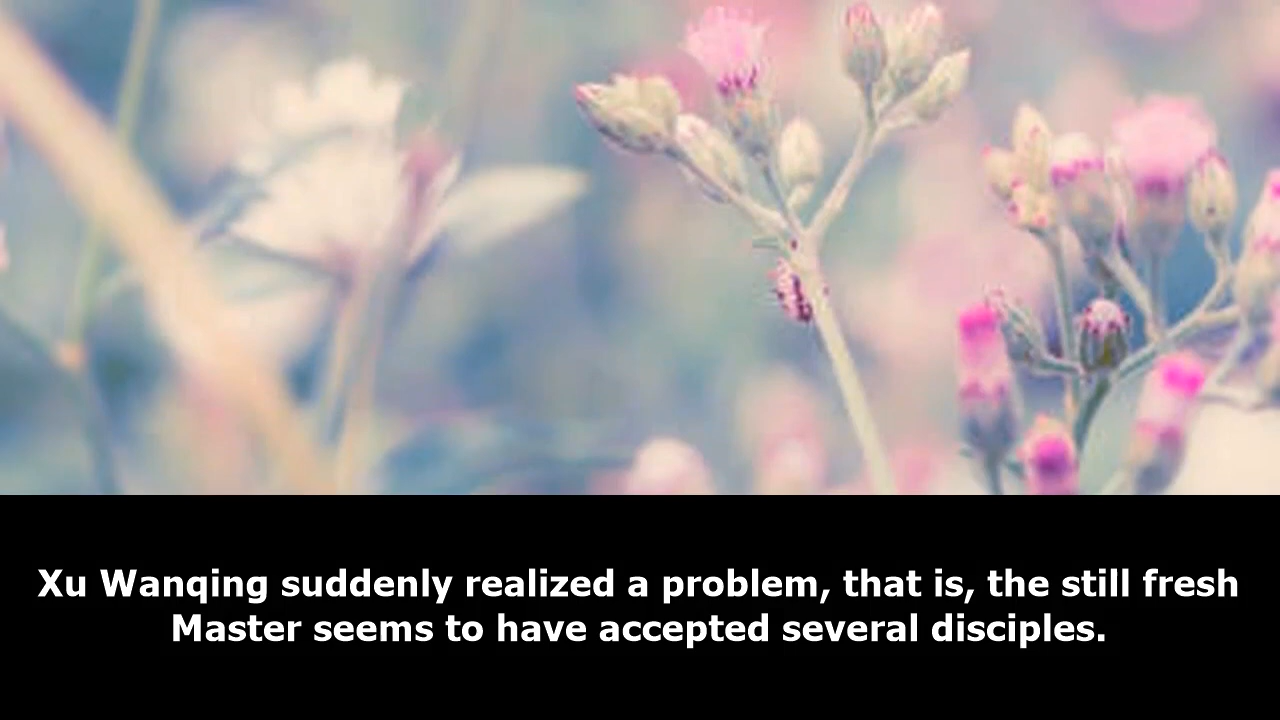 Xu Wanqing suddenly realized a problem, that is, the still fresh
Master seems to have accepted several disciples.